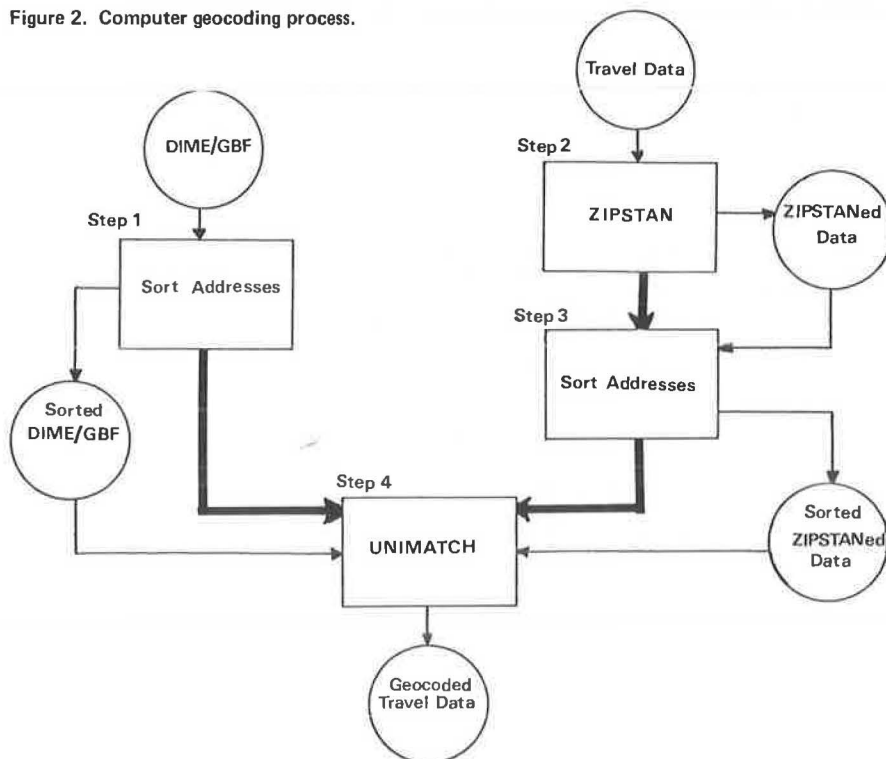 Figure 2. Computer geocoding process.
Travel Data
DIME/GBF
Step 2
ZIPSTAN
ZIPSTANed
Data
Step 1
Sort Addresses
Step 3
Sort Addresses
Sorted
DIME/GBF
Step 4
UNIMATCH
Sorted
ZIPSTANed
Data
Geocoded
Travel Data